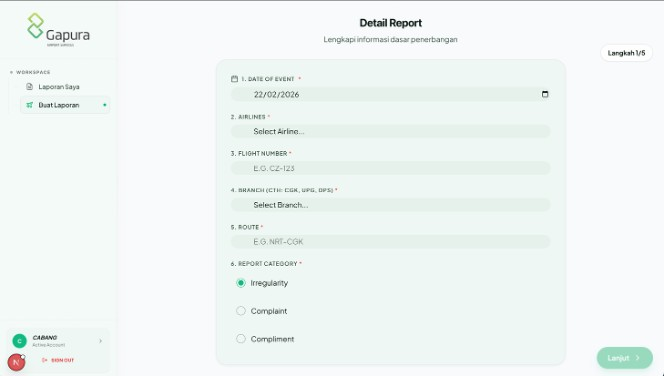 Gapura
Detail Report
Lengkapi informasi dasar penerbangan
Langkah 1/5
WORKSPACE
Laporan Saya
Buat Laporan
1. DATE OF EVENT *
22/02/2026
2. AIRLINES *
Select Airline...
3. FLIGHT NUMBER *
E.G. CZ-123
4. BRANCH (CTH: CGK, UPG, DPS) *
Select Branch...
5. ROUTE *
E.G. NRT-CGK
6. REPORT CATEGORY *
Irregularity
Complaint
Compliment
C
CABANG
Active Account
N
SIGN OUT
Lanjut